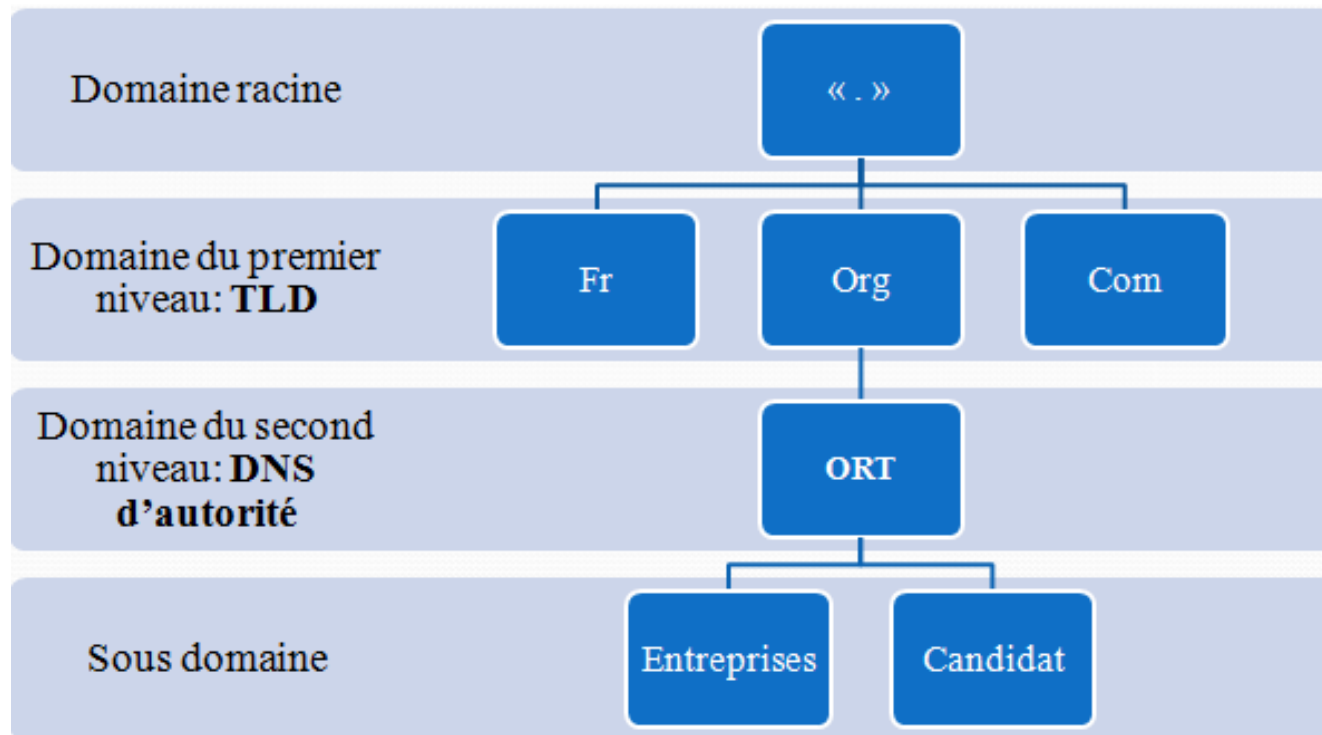 Domaine racine
« . »
Domaine du premier
niveau: TLD
Fr
Org
Com
Domaine du second
niveau: DNS
d’autorité
ORT
Sous domaine
Entreprises
Candidat